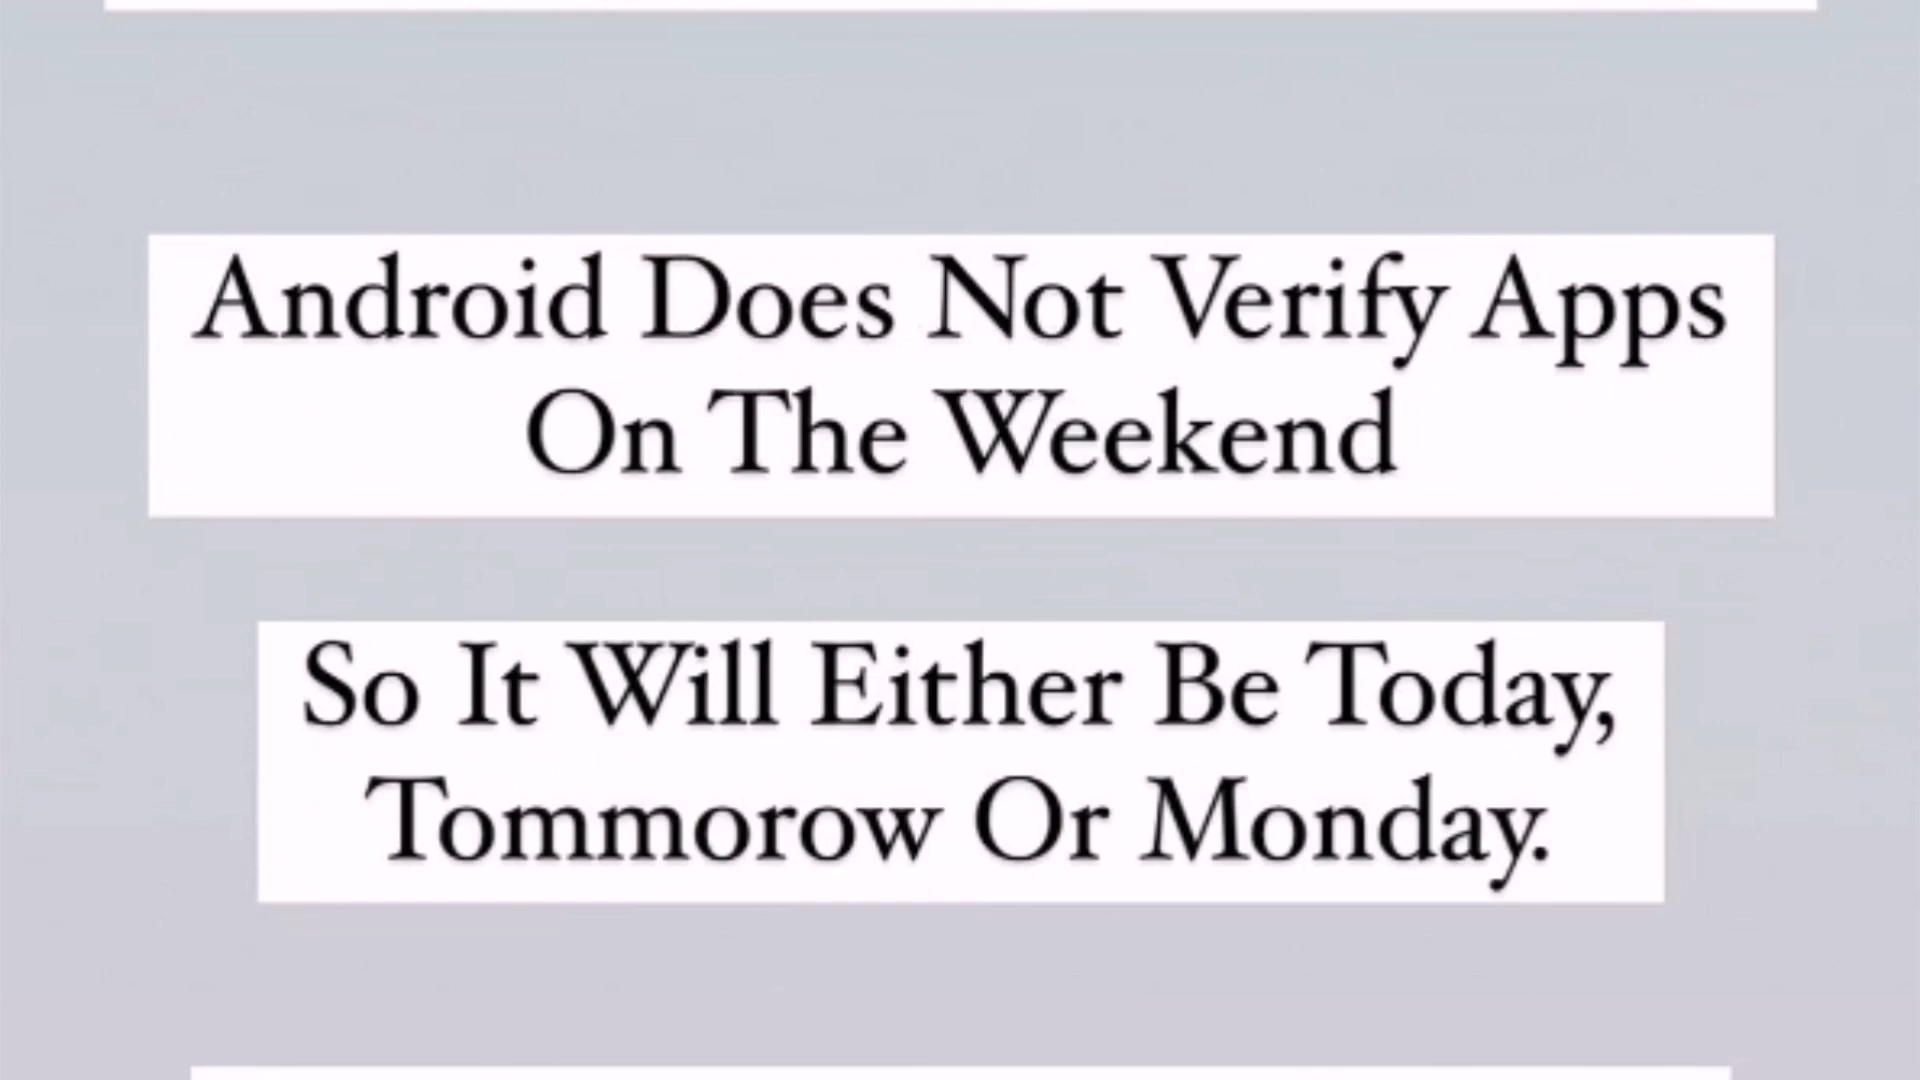 Android Does Not Verify Apps
On The Weekend
So It Will Either Be Today,
Tommorow Or Monday.